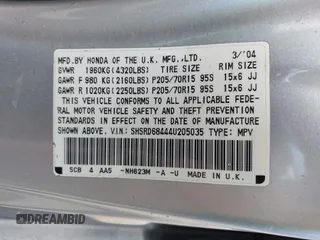 MFD. BY HONDA OF THE U.K. MFG.,LTD. 3/'04
GVWR 1960KG(4320LBS) TIRE SIZE RIM SIZE
GAWR F 980 KG(2160LBS) P205/70R15 95S 15x6 JJ
GAWR R 1020KG(2250LBS) P205/70R15 95S 15x6 JJ
THIS VEHICLE CONFORMS TO ALL APPLICABLE FEDE-
RAL MOTOR VEHICLE SAFETY AND THEFT PREVENTION
STANDARDS IN EFFECT ON THE DATE OF MANUFACTURE
SHOWN ABOVE. V.I.N: SHSRD68444U205035 TYPE: MPV
SCB 4 AA5 -NH623M -A -U MADE IN U.K.
DREAMBID